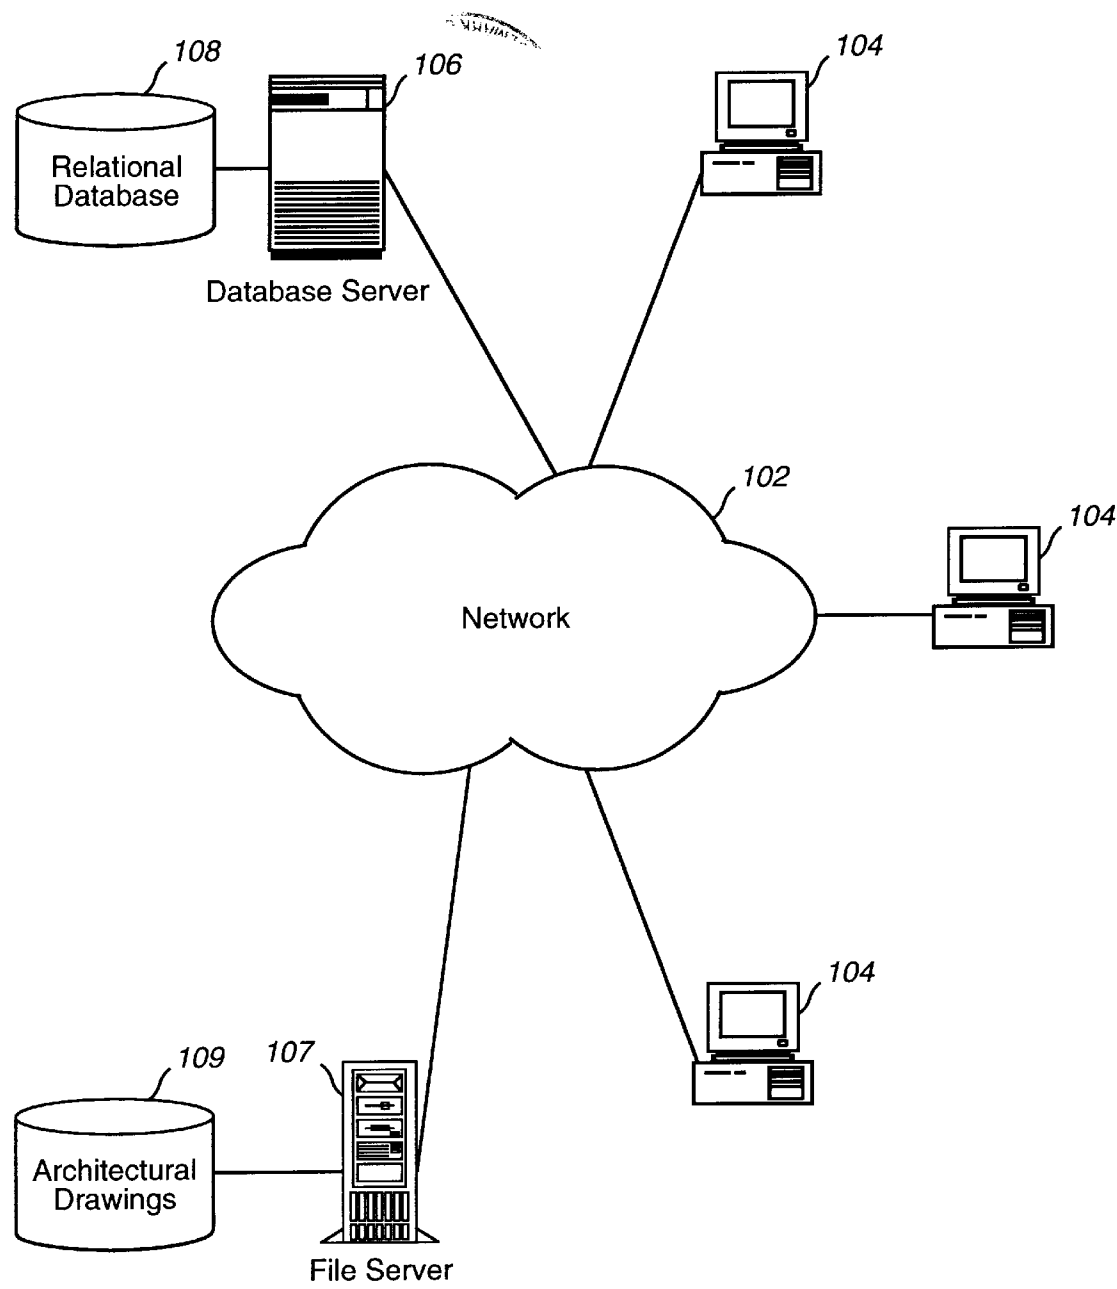 108
106
104
Relational
Database
Database Server
102
104
Network
104
109
107
Architectural
Drawings
File Server